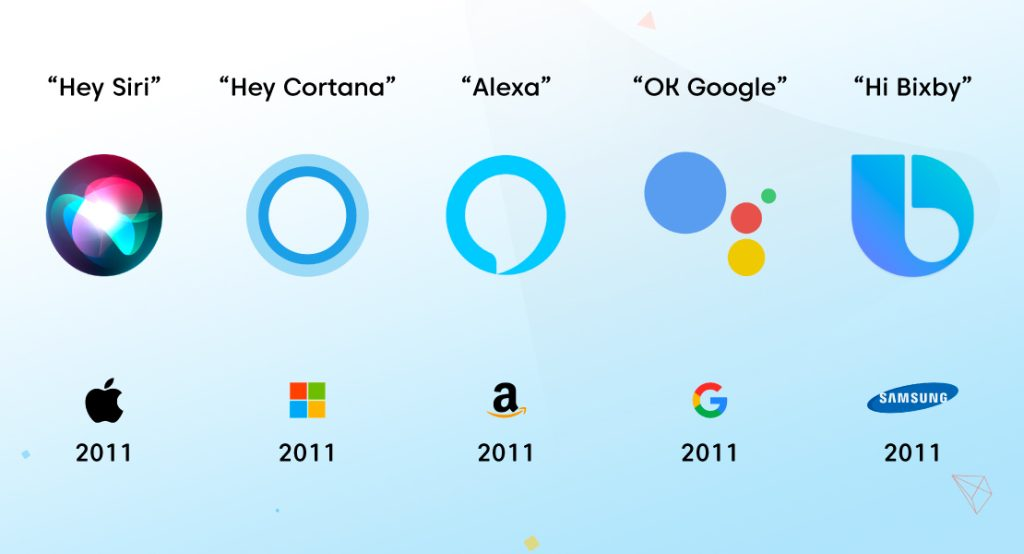 “Hey Siri” “Hey Cortana” “Alexa” “OK Google” “Hi Bixby”
a G SAMSUNG
2011 2011 2011 2011 2011